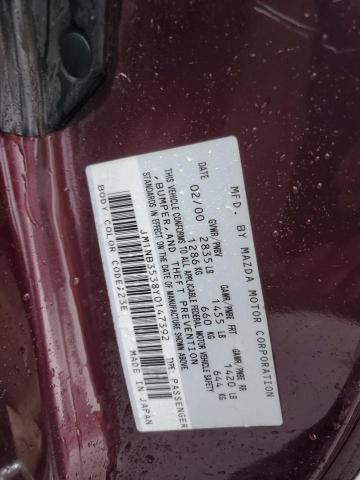 MFD. BY MAZDA MOTOR CORPORATION
02/00
DATE
GVWR/PNBV
2835 LB
1286 KG
GAWR/PNBE FRT
1455 LB
660 KG
GAWR/PNBE RR
1420 LB
644 KG
THIS VEHICLE CONFORMS TO ALL APPLICABLE FEDERAL MOTOR VEHICLE SAFETY
, BUMPER, AND THEFT PREVENTION
STANDARDS IN EFFECT ON THE DATE OF MANUFACTURE SHOWN ABOVE.
JM1NB3538Y0147392
TYPE: PASSENGER
BODY COLOR CODE;23E
MADE IN JAPAN